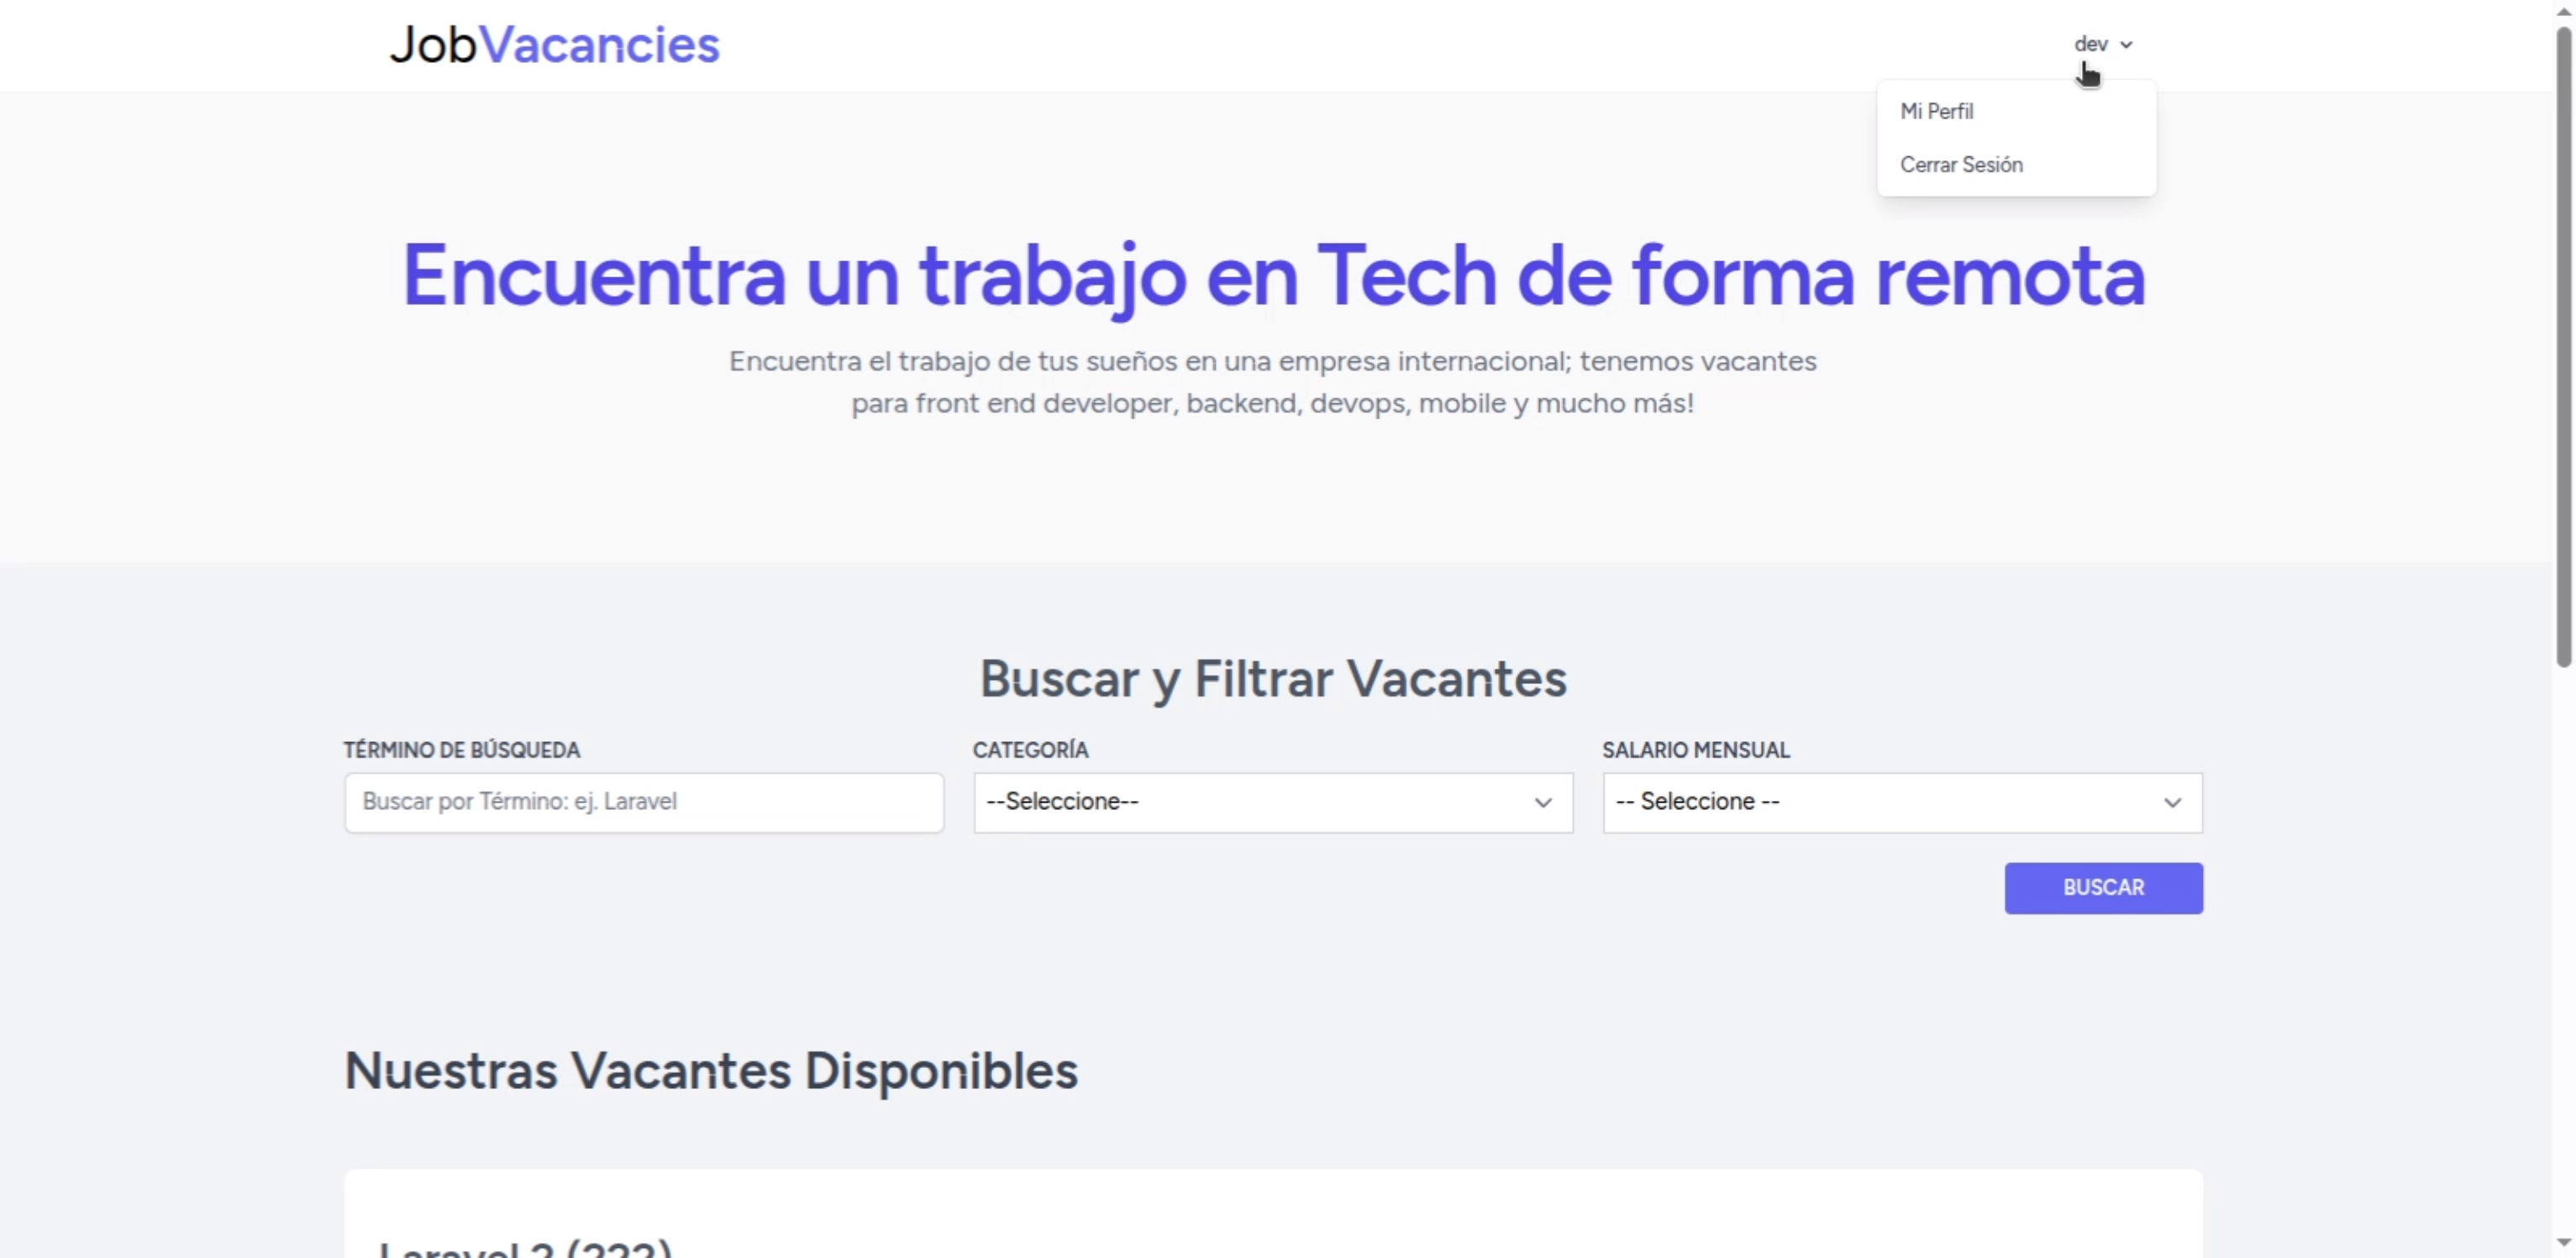 JobVacancies
dev
Mi Perfil
Cerrar Sesión
Encuentra un trabajo en Tech de forma remota
Encuentra el trabajo de tus sueños en una empresa internacional; tenemos vacantes
para front end developer, backend, devops, mobile y mucho más!
Buscar y Filtrar Vacantes
TÉRMINO DE BÚSQUEDA
CATEGORÍA
SALARIO MENSUAL
Buscar por Término: ej. Laravel
--Seleccione--
-- Seleccione --
BUSCAR
Nuestras Vacantes Disponibles
Laravel